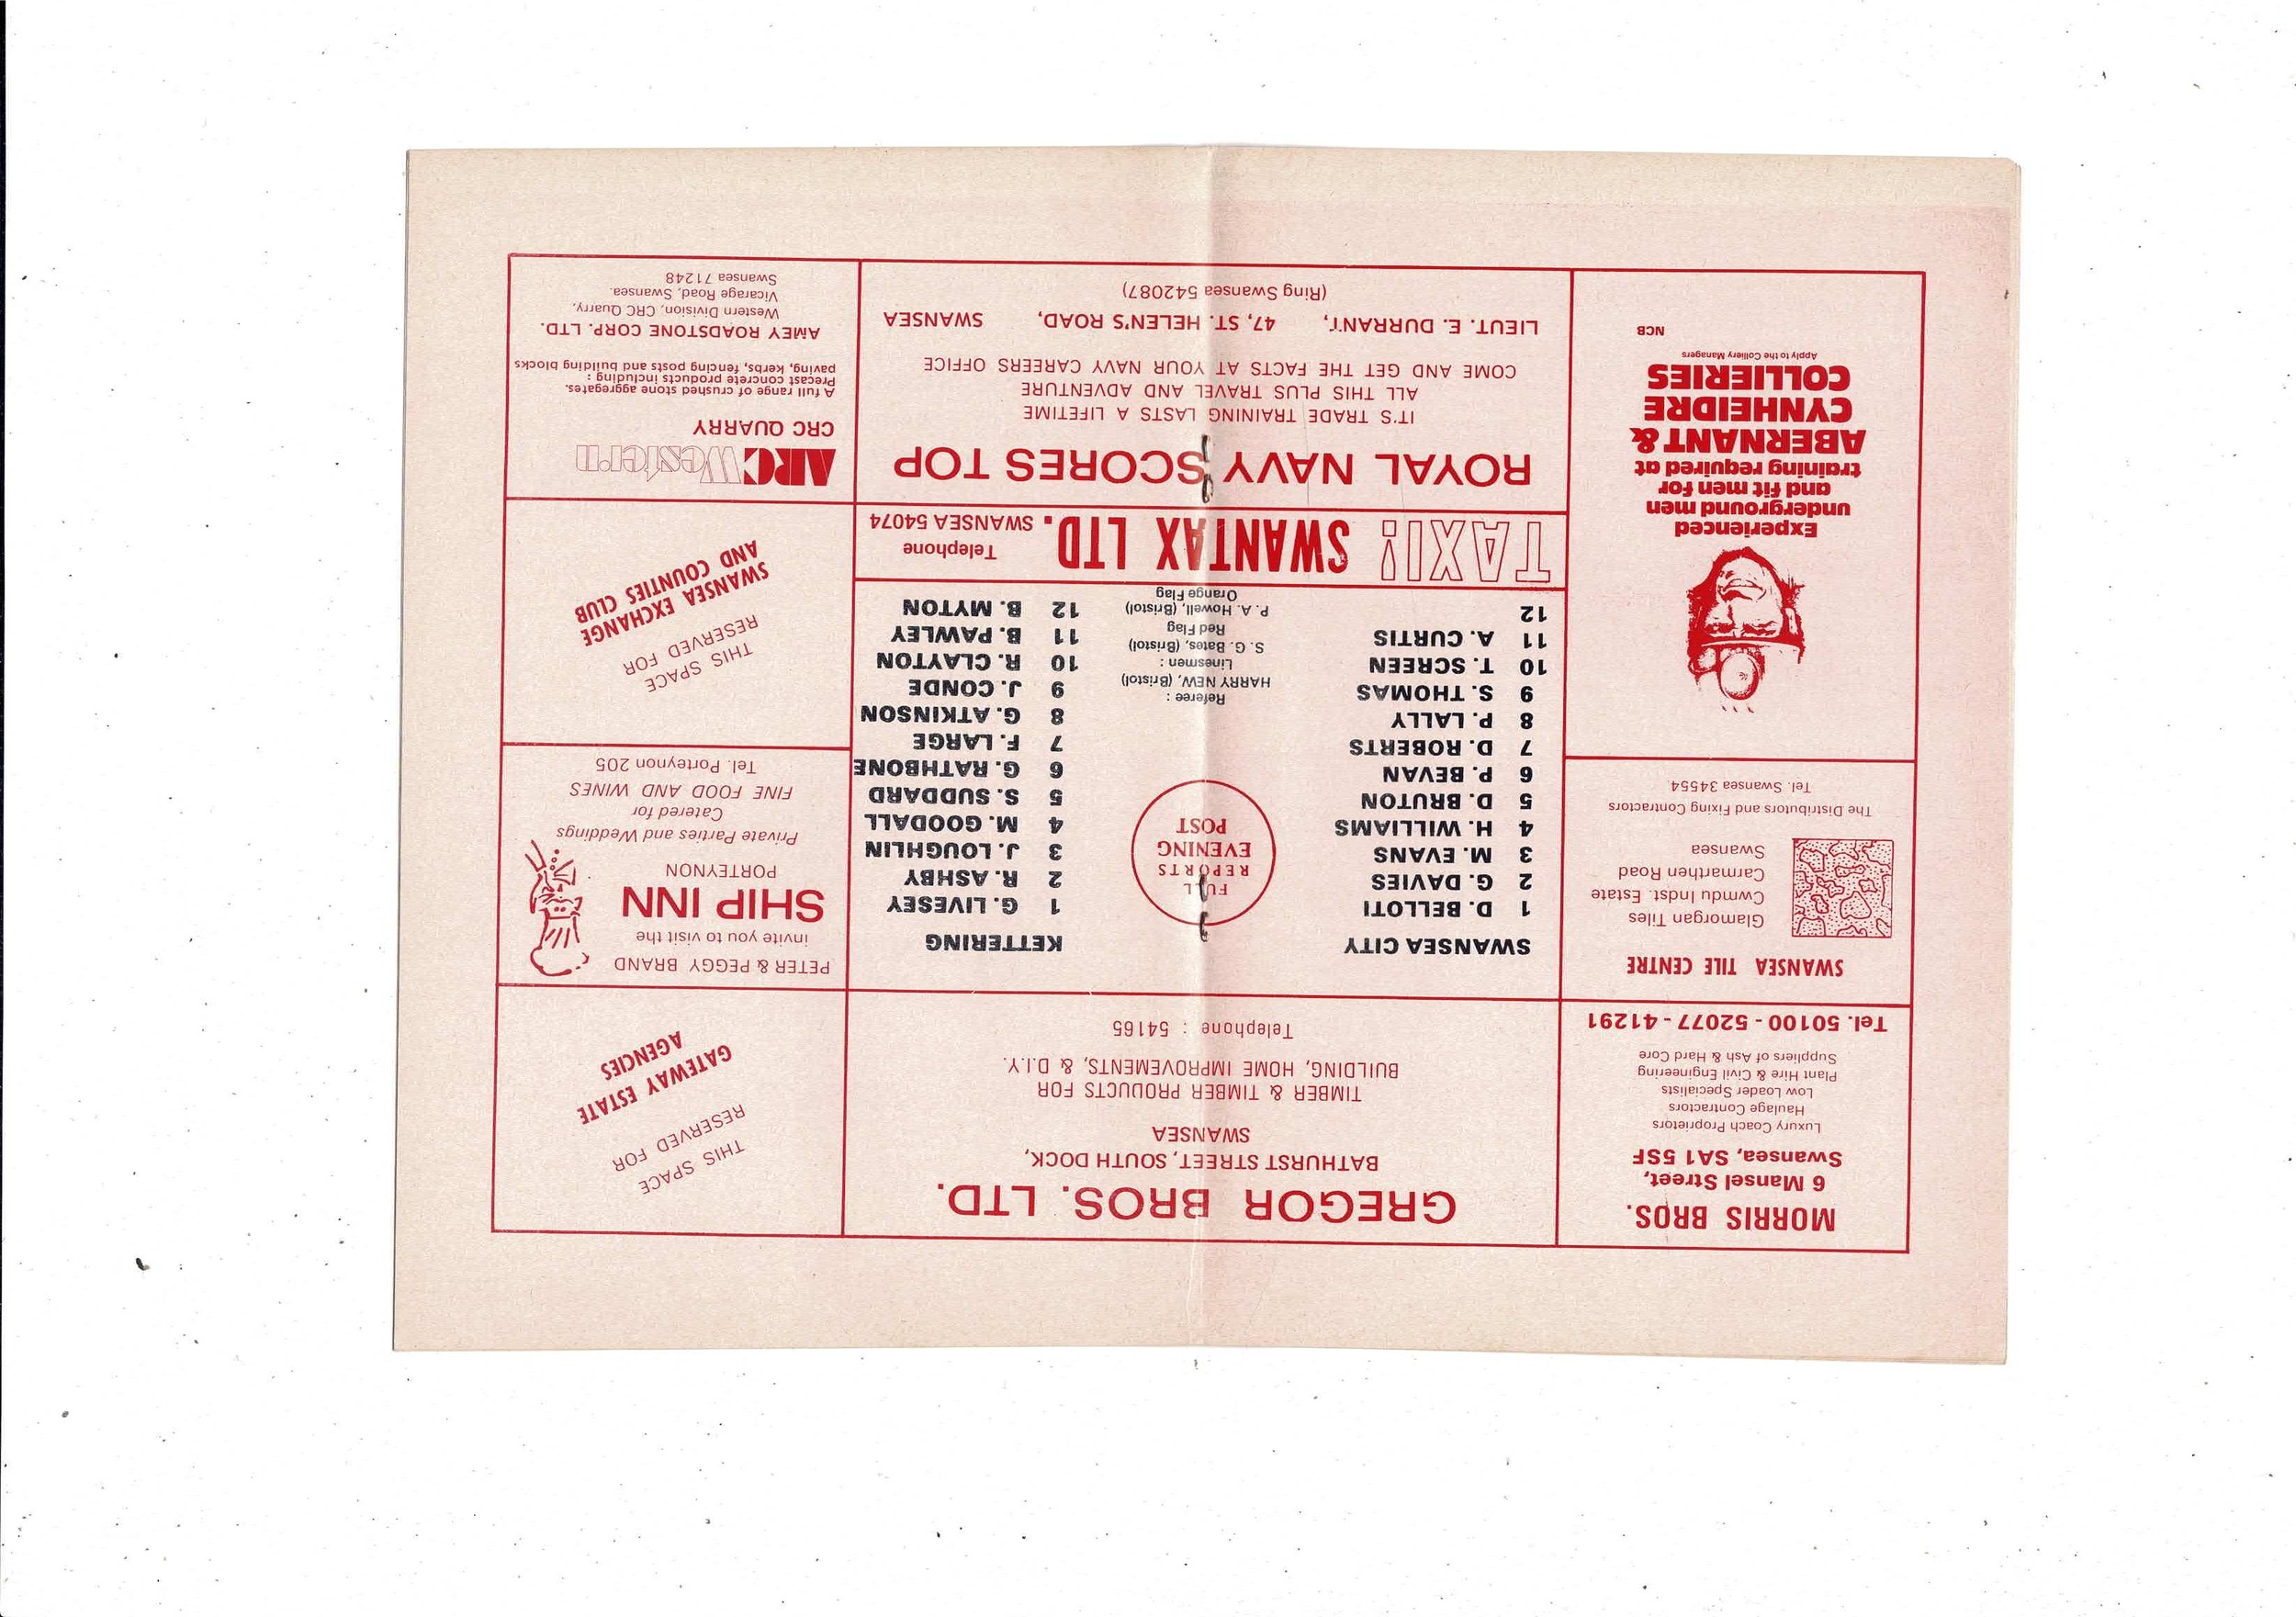 MORRIS BROS.
6 Mansel Street,
Swansea, SA1 5SF
Luxury Coach Proprietors
Haulage Contractors
Low Loader Specialists
Plant Hire & Civil Engineering
Suppliers of Ash & Hard Core
Tel. 50100 - 52077 - 41291
GREGOR BROS. LTD.
BATHURST STREET, SOUTH DOCK,
SWANSEA
TIMBER & TIMBER PRODUCTS FOR
BUILDING, HOME IMPROVEMENTS, & D.I.Y.
Telephone : 54165
THIS SPACE
RESERVED FOR
GATEWAY ESTATE
AGENCIES
SWANSEA TILE CENTRE
Glamorgan Tiles
Cwmdu Indst. Estate
Carmarthen Road
Swansea
The Distributors and Fixing Contractors
Tel. Swansea 34554
SWANSEA CITY
1 D. BELLOTI
2 G. DAVIES
3 M. EVANS
4 H. WILLIAMS
5 D. BRUTON
6 P. BEVAN
7 D. ROBERTS
8 P. LALLY
9 S. THOMAS
10 T. SCREEN
11 A. CURTIS
12
FULL
REPORTS
EVENING
POST
Referee :
HARRY NEW, (Bristol)
Linesmen :
S. G. Bates, (Bristol)
Red Flag
P. A. Howell, (Bristol)
Orange Flag
KETTERING
1 G. LIVESEY
2 R. ASHBY
3 J. LOUGHLIN
4 M. GOODALL
5 S. SUDDARD
6 G. RATHBONE
7 F. LARGE
8 G. ATKINSON
9 J. CONDE
10 R. CLAYTON
11 B. PAWLEY
12 B. MYTON
PETER & PEGGY BRAND
invite you to visit the
SHIP INN
PORTEYNON
Private Parties and Weddings
Catered for
FINE FOOD AND WINES
Tel. Porteynon 205
Experienced
underground men
and fit men for
training required at
ABERNANT &
CYNHEIDRE
COLLIERIES
Apply to the Colliery Managers
NCB
TAXI! SWANTAX LTD.
Telephone
SWANSEA 54074
ROYAL NAVY SCORES TOP
IT'S TRADE TRAINING LASTS A LIFETIME
ALL THIS PLUS TRAVEL AND ADVENTURE
COME AND GET THE FACTS AT YOUR NAVY CAREERS OFFICE
LIEUT. E. DURRANT, 47, ST. HELEN'S ROAD, SWANSEA
(Ring Swansea 542087)
THIS SPACE
RESERVED FOR
SWANSEA EXCHANGE
AND COUNTIES CLUB
ARC Western
CRC QUARRY
A full range of crushed stone aggregates.
Precast concrete products including :
paving, kerbs, fencing posts and building blocks
AMEY ROADSTONE CORP. LTD.
Western Division, CRC Quarry,
Vicarage Road, Swansea.
Swansea 71248